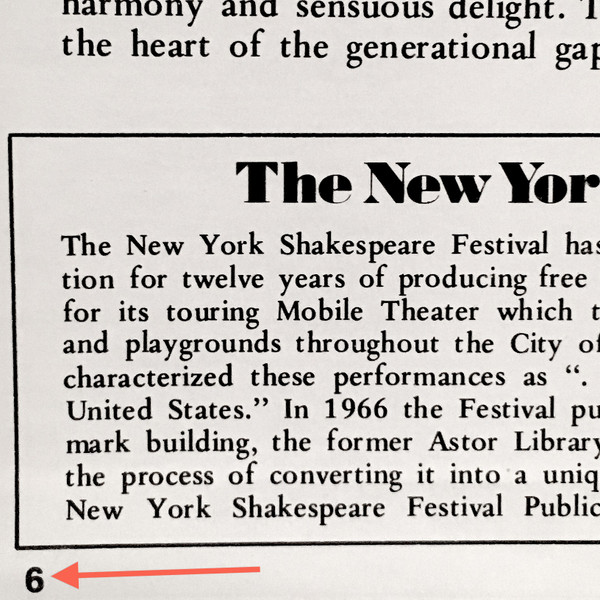 harmony and sensuous delight.
the heart of the generational gap
The New Yor
The New York Shakespeare Festival has
tion for twelve years of producing free
for its touring Mobile Theater which t
and playgrounds throughout the City of
characterized these performances as “.
United States.” In 1966 the Festival pu
mark building, the former Astor Library
the process of converting it into a uniq
New York Shakespeare Festival Public
6